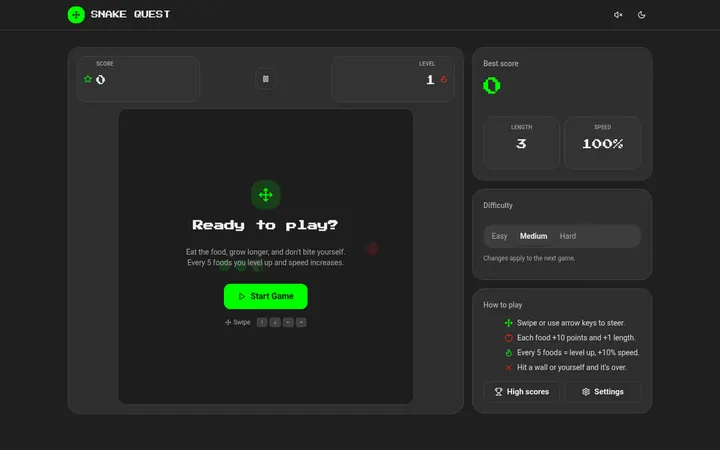 SNAKE QUEST
SCORE
0
LEVEL
1
Ready to play?
Eat the food, grow longer, and don't bite yourself.
Every 5 foods you level up and speed increases.
Start Game
Swipe ↑ ↓ ← →
Best score
0
LENGTH
3
SPEED
100%
Difficulty
Easy Medium Hard
Changes apply to the next game.
How to play
Swipe or use arrow keys to steer.
Each food +10 points and +1 length.
Every 5 foods = level up, +10% speed.
Hit a wall or yourself and it's over.
High scores
Settings